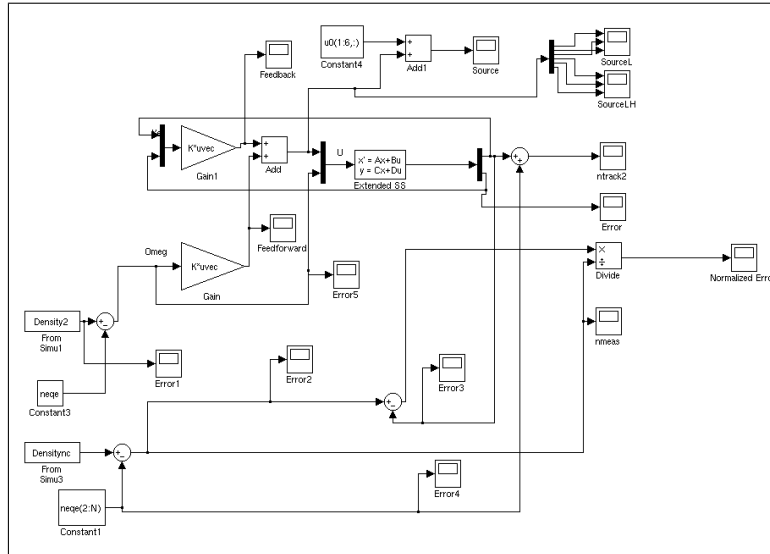 u0(1:6,:)
Constant4
+
+
Add1
Source
SourceL
SourceLH
Feedback
K*uvec
Gain1
+
+
Add
U
x' = Ax+Bu
y = Cx+Du
Extended SS
+
+
ntrack2
Error
Omeg
K*uvec
Gain
Feedforward
Error5
×
÷
Divide
Normalized Erro
Density2
From
Simu1
+
−
Error1
nmeas
neqe
Constant3
Error2
Error3
+
−
Densitync
From
Simu3
+
−
neqe(2:N)
Constant1
Error4